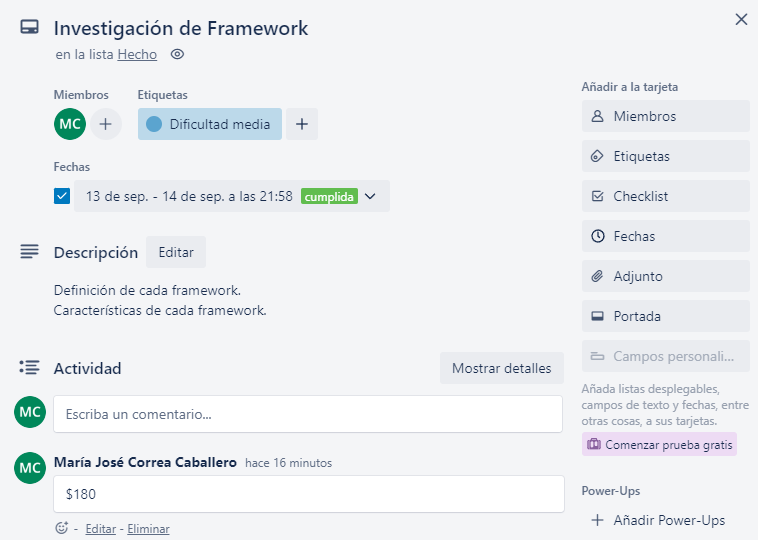 Investigación de Framework
en la lista Hecho
Miembros
Etiquetas
MC
Dificultad media
Fechas
13 de sep. - 14 de sep. a las 21:58 cumplida
Descripción
Editar
Definición de cada framework.
Características de cada framework.
Actividad
Mostrar detalles
MC
Escriba un comentario...
MC
María José Correa Caballero hace 16 minutos
$180
- Editar - Eliminar
Añadir a la tarjeta
Miembros
Etiquetas
Checklist
Fechas
Adjunto
Portada
Campos personali...
Añada listas desplegables,
campos de texto y fechas, entre
otras cosas, a sus tarjetas.
Comenzar prueba gratis
Power-Ups
+ Añadir Power-Ups